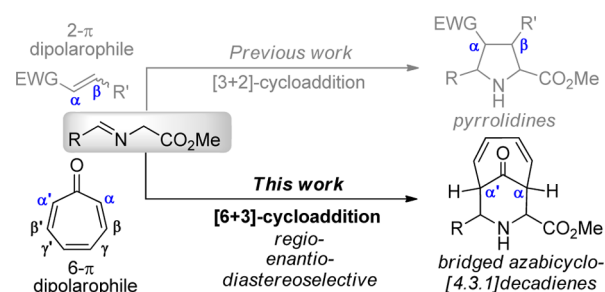 2-π
dipolarophile
EWG
α
β
R'
Previous work
[3+2]-cycloaddition
EWG
R'
α
β
R
N
H
CO₂Me
pyrrolidines
R
N
CO₂Me
O
α'
α
β'
β
γ'
γ
6-π
dipolarophile
This work
[6+3]-cycloaddition
regio-
enantio-
diastereoselective
O
H
α'
α
H
R
N
H
CO₂Me
bridged azabicyclo-
[4.3.1]decadienes